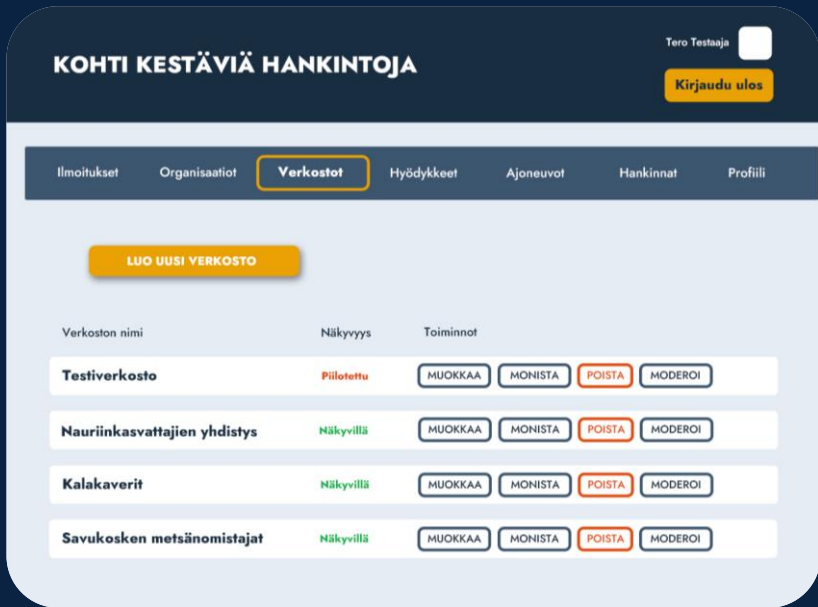 Tero Testaaja
KOHTI KESTÄVIÄ HANKINTOJA
Kirjaudu ulos
Ilmoitukset Organisaatiot Verkostot Hyödykkeet Ajoneuvot Hankinnat Profiili
LUO UUSI VERKOSTO
Verkoston nimi Näkyvyys Toiminnot
Testiverkosto Piilotettu MUOKKAA MONISTA POISTA MODEROI
Nauriinkasvattajien yhdistys Näkyvillä MUOKKAA MONISTA POISTA MODEROI
Kalakaverit Näkyvillä MUOKKAA MONISTA POISTA MODEROI
Savukosken metsänomistajat Näkyvillä MUOKKAA MONISTA POISTA MODEROI